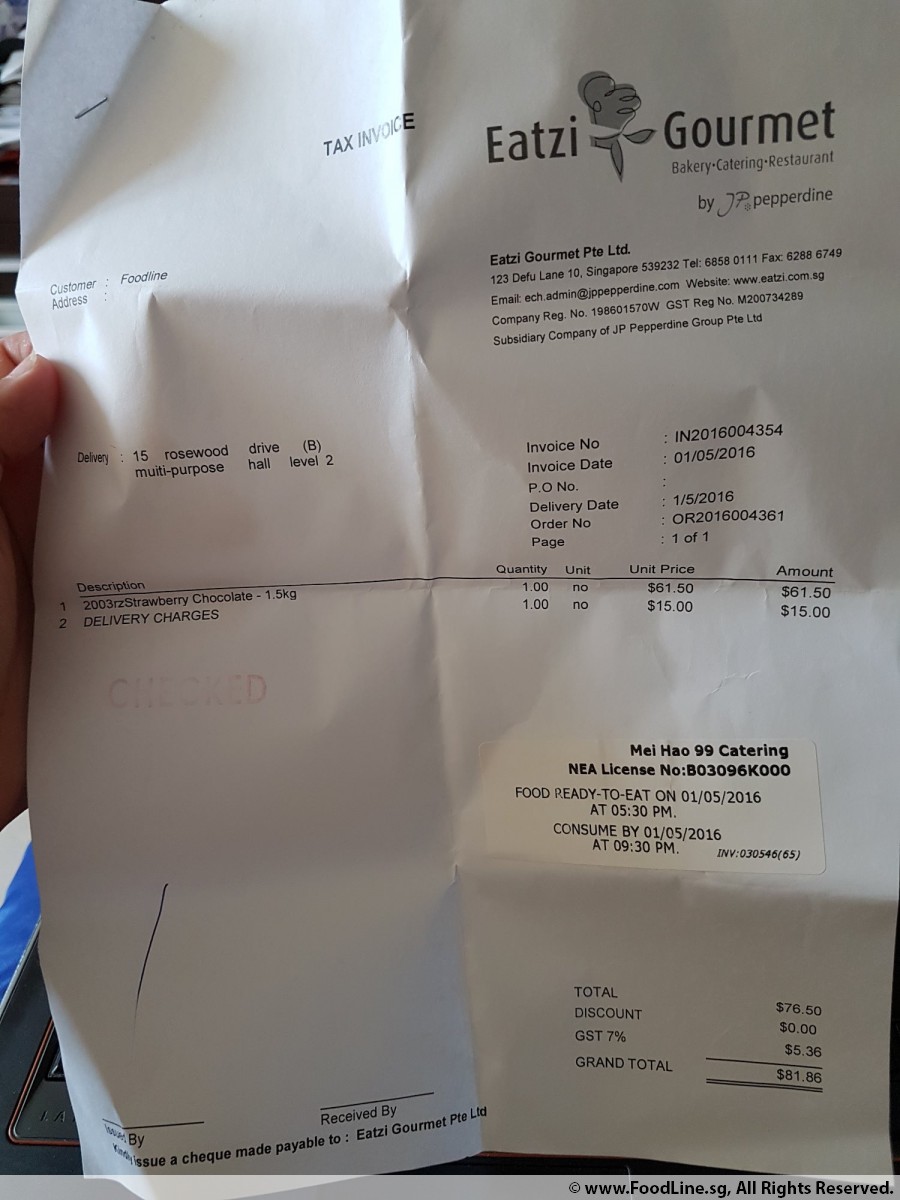 TAX INVOICE
Eatzi Gourmet
Bakery•Catering•Restaurant
by JP pepperdine
Eatzi Gourmet Pte Ltd.
123 Defu Lane 10, Singapore 539232 Tel: 6858 0111 Fax: 6288 6749
Email: ech.admin@jppepperdine.com Website: www.eatzi.com.sg
Company Reg. No. 198601570W GST Reg No. M200734289
Subsidiary Company of JP Pepperdine Group Pte Ltd
Customer : Foodline
Address :
Delivery : 15 rosewood drive (B)
muiti-purpose hall level 2
Invoice No : IN2016004354
Invoice Date : 01/05/2016
P.O No. :
Delivery Date : 1/5/2016
Order No : OR2016004361
Page : 1 of 1
Description Quantity Unit Unit Price Amount
1 2003rzStrawberry Chocolate - 1.5kg 1.00 no $61.50 $61.50
2 DELIVERY CHARGES 1.00 no $15.00 $15.00
CHECKED
Mei Hao 99 Catering
NEA License No:B03096K000
FOOD READY-TO-EAT ON 01/05/2016
AT 05:30 PM.
CONSUME BY 01/05/2016
AT 09:30 PM.
INV:030546(65)
TOTAL $76.50
DISCOUNT $0.00
GST 7% $5.36
GRAND TOTAL $81.86
Issued By Received By
Kindly issue a cheque made payable to : Eatzi Gourmet Pte Ltd
© www.FoodLine.sg, All Rights Reserved.